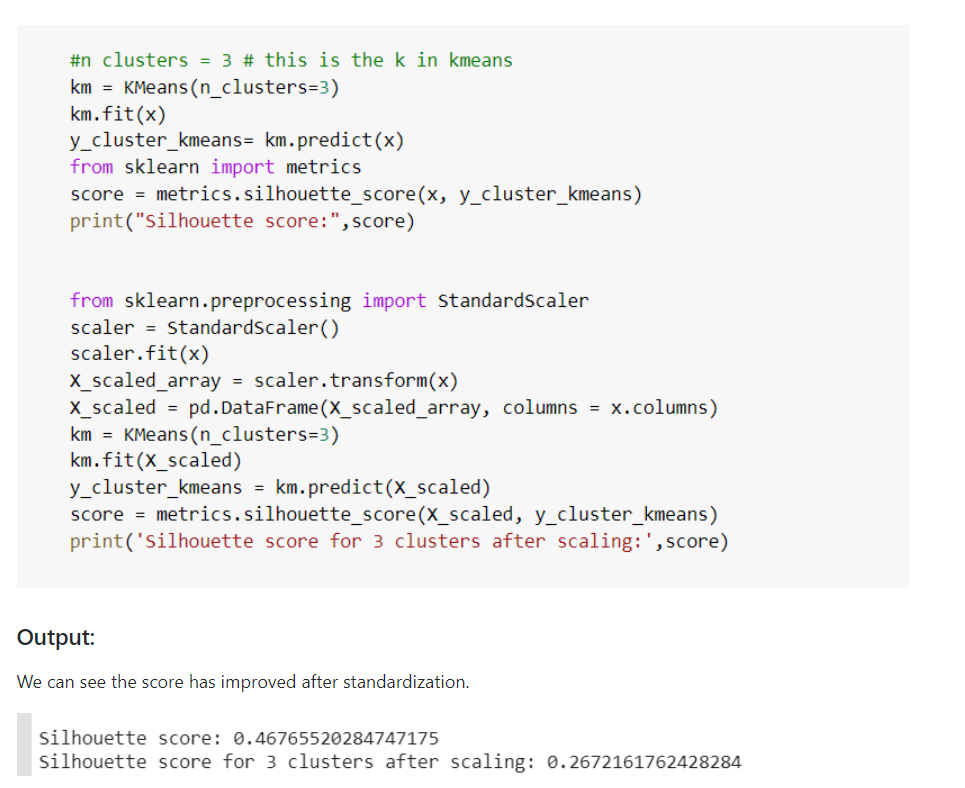 #n clusters = 3 # this is the k in kmeans
km = KMeans(n_clusters=3)
km.fit(x)
y_cluster_kmeans= km.predict(x)
from sklearn import metrics
score = metrics.silhouette_score(x, y_cluster_kmeans)
print("Silhouette score:",score)
from sklearn.preprocessing import StandardScaler
scaler = StandardScaler()
scaler.fit(x)
X_scaled_array = scaler.transform(x)
X_scaled = pd.DataFrame(X_scaled_array, columns = x.columns)
km = KMeans(n_clusters=3)
km.fit(X_scaled)
y_cluster_kmeans = km.predict(X_scaled)
score = metrics.silhouette_score(X_scaled, y_cluster_kmeans)
print('Silhouette score for 3 clusters after scaling:',score)
Output:
We can see the score has improved after standardization.
Silhouette score: 0.46765520284747175
Silhouette score for 3 clusters after scaling: 0.2672161762428284